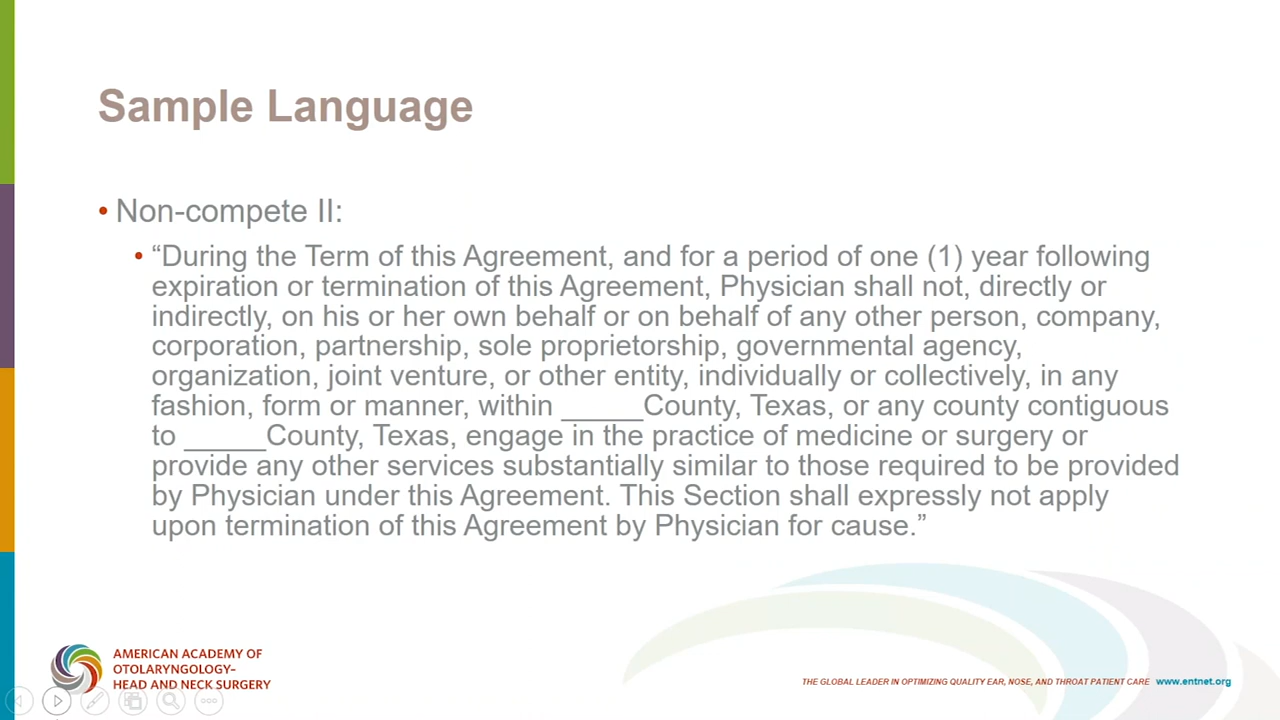 Sample Language
• Non-compete II:
• “During the Term of this Agreement, and for a period of one (1) year following
expiration or termination of this Agreement, Physician shall not, directly or
indirectly, on his or her own behalf or on behalf of any other person, company,
corporation, partnership, sole proprietorship, governmental agency,
organization, joint venture, or other entity, individually or collectively, in any
fashion, form or manner, within _____County, Texas, or any county contiguous
to _____County, Texas, engage in the practice of medicine or surgery or
provide any other services substantially similar to those required to be provided
by Physician under this Agreement. This Section shall expressly not apply
upon termination of this Agreement by Physician for cause.”
AMERICAN ACADEMY OF
OTOLARYNGOLOGY–
HEAD AND NECK SURGERY
THE GLOBAL LEADER IN OPTIMIZING QUALITY EAR, NOSE, AND THROAT PATIENT CARE www.entnet.org